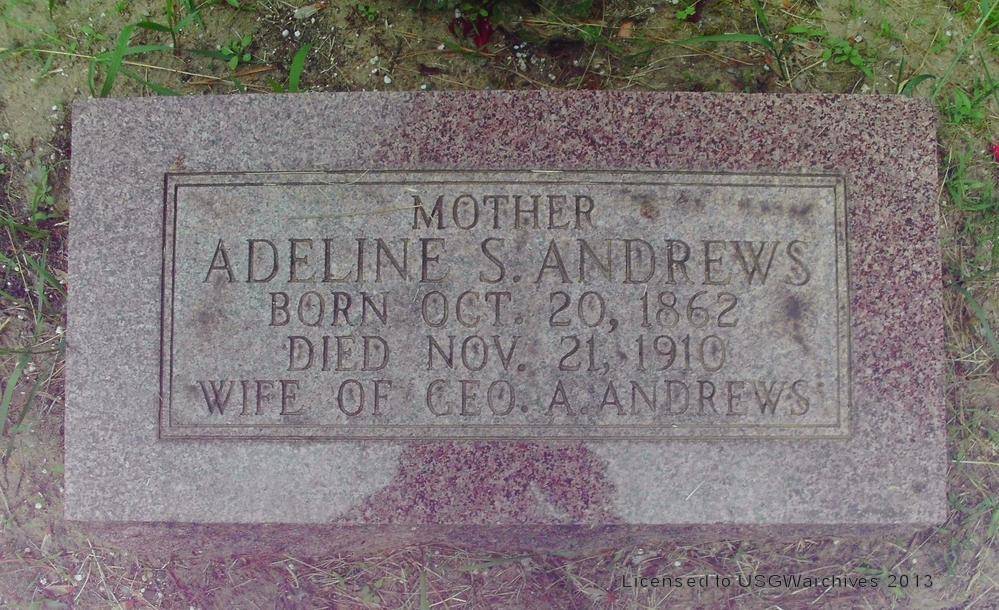 MOTHER
ADELINE S. ANDREWS
BORN OCT. 20, 1862
DIED NOV. 21, 1910
WIFE OF GEO. A. ANDREWS
Licensed to USGWarchives 2013